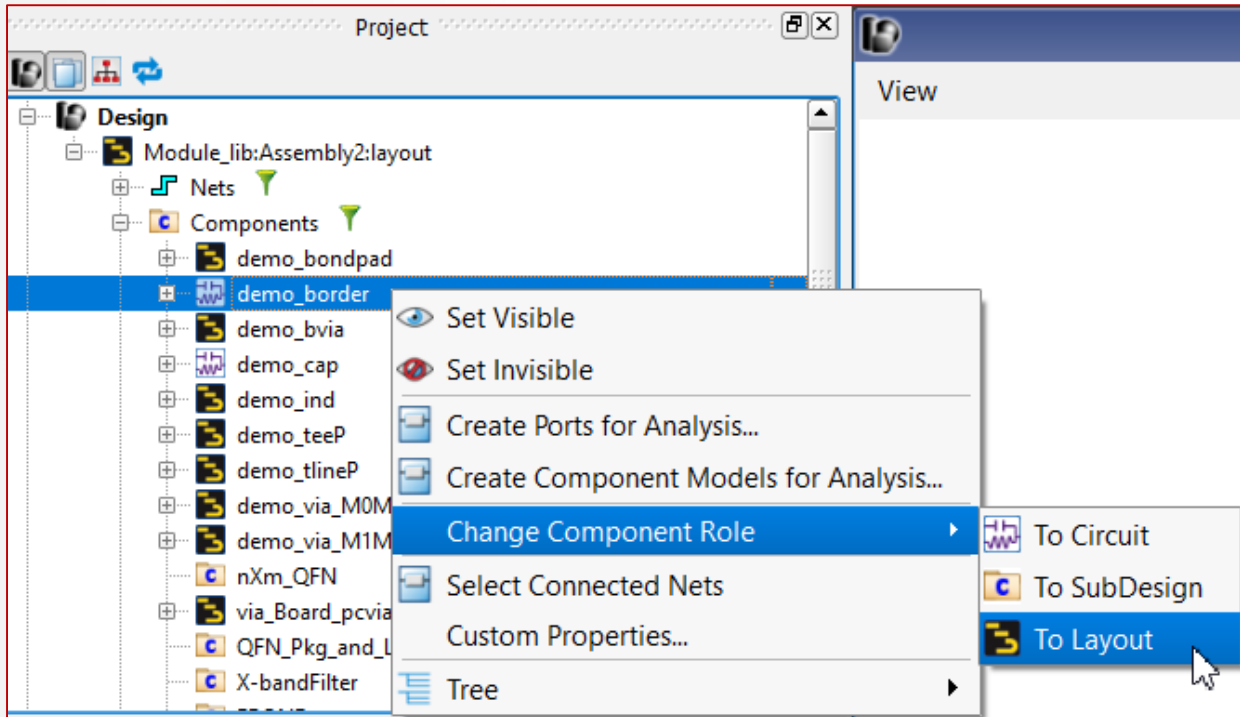 Project
View
Design
Module_lib:Assembly2:layout
Nets
Components
demo_bondpad
demo_border
demo_bvia
demo_cap
demo_ind
demo_teeP
demo_tlineP
demo_via_M0M
demo_via_M1M
nXm_QFN
via_Board_pcvia
QFN_Pkg_and_L
X-bandFilter
Set Visible
Set Invisible
Create Ports for Analysis...
Create Component Models for Analysis...
Change Component Role
Select Connected Nets
Custom Properties...
Tree
To Circuit
To SubDesign
To Layout